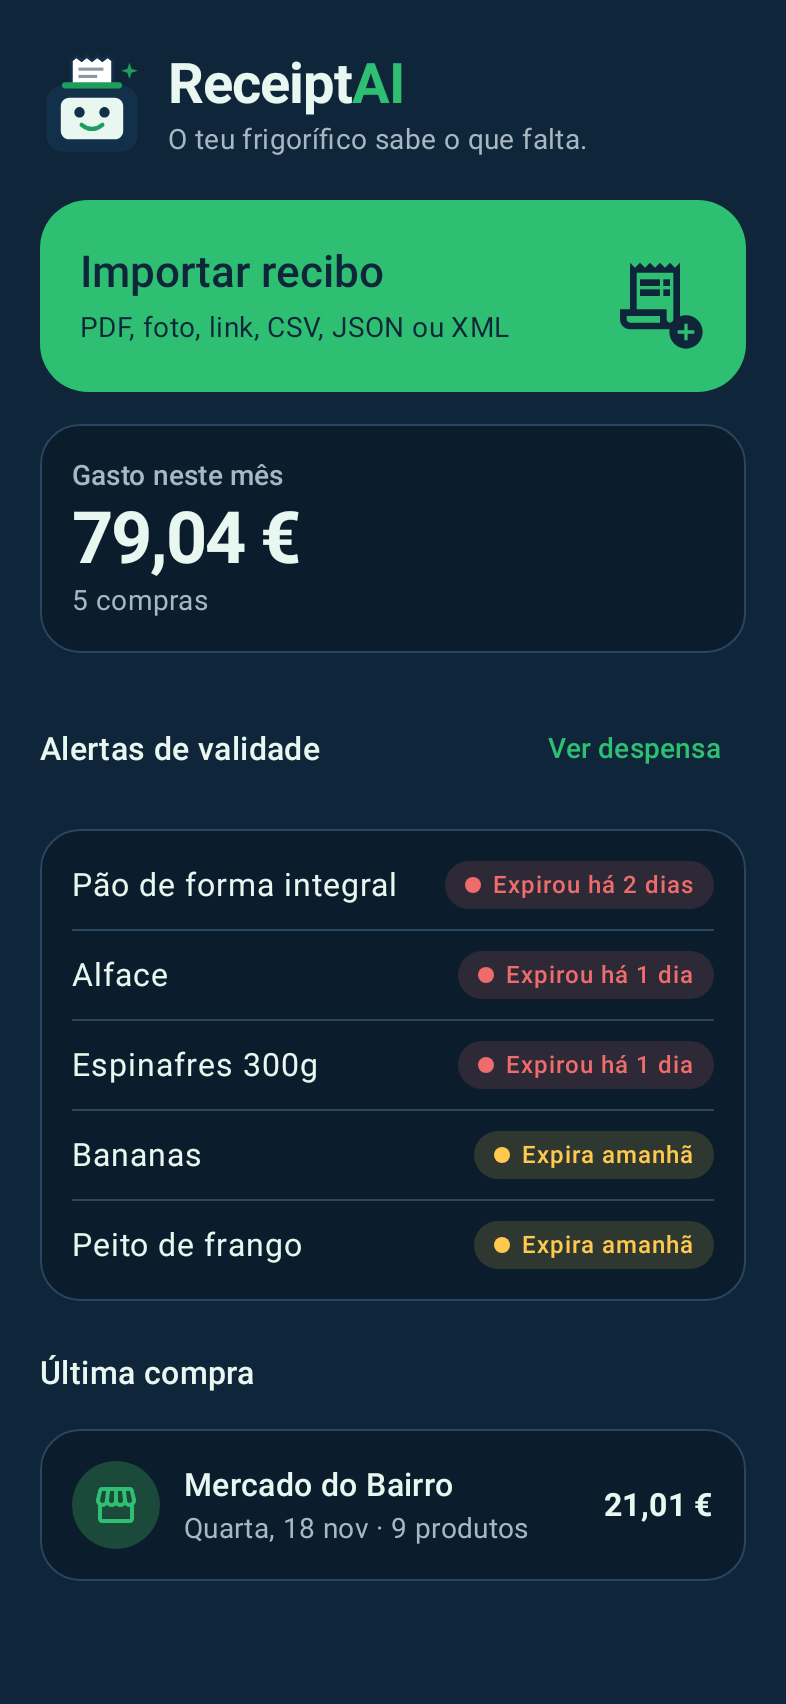 ReceiptAI
O teu frigorífico sabe o que falta.
Importar recibo
PDF, foto, link, CSV, JSON ou XML
Gasto neste mês
79,04 €
5 compras
Alertas de validade
Ver despensa
Pão de forma integral
Expirou há 2 dias
Alface
Expirou há 1 dia
Espinafres 300g
Expirou há 1 dia
Bananas
Expira amanhã
Peito de frango
Expira amanhã
Última compra
Mercado do Bairro
21,01 €
Quarta, 18 nov · 9 produtos